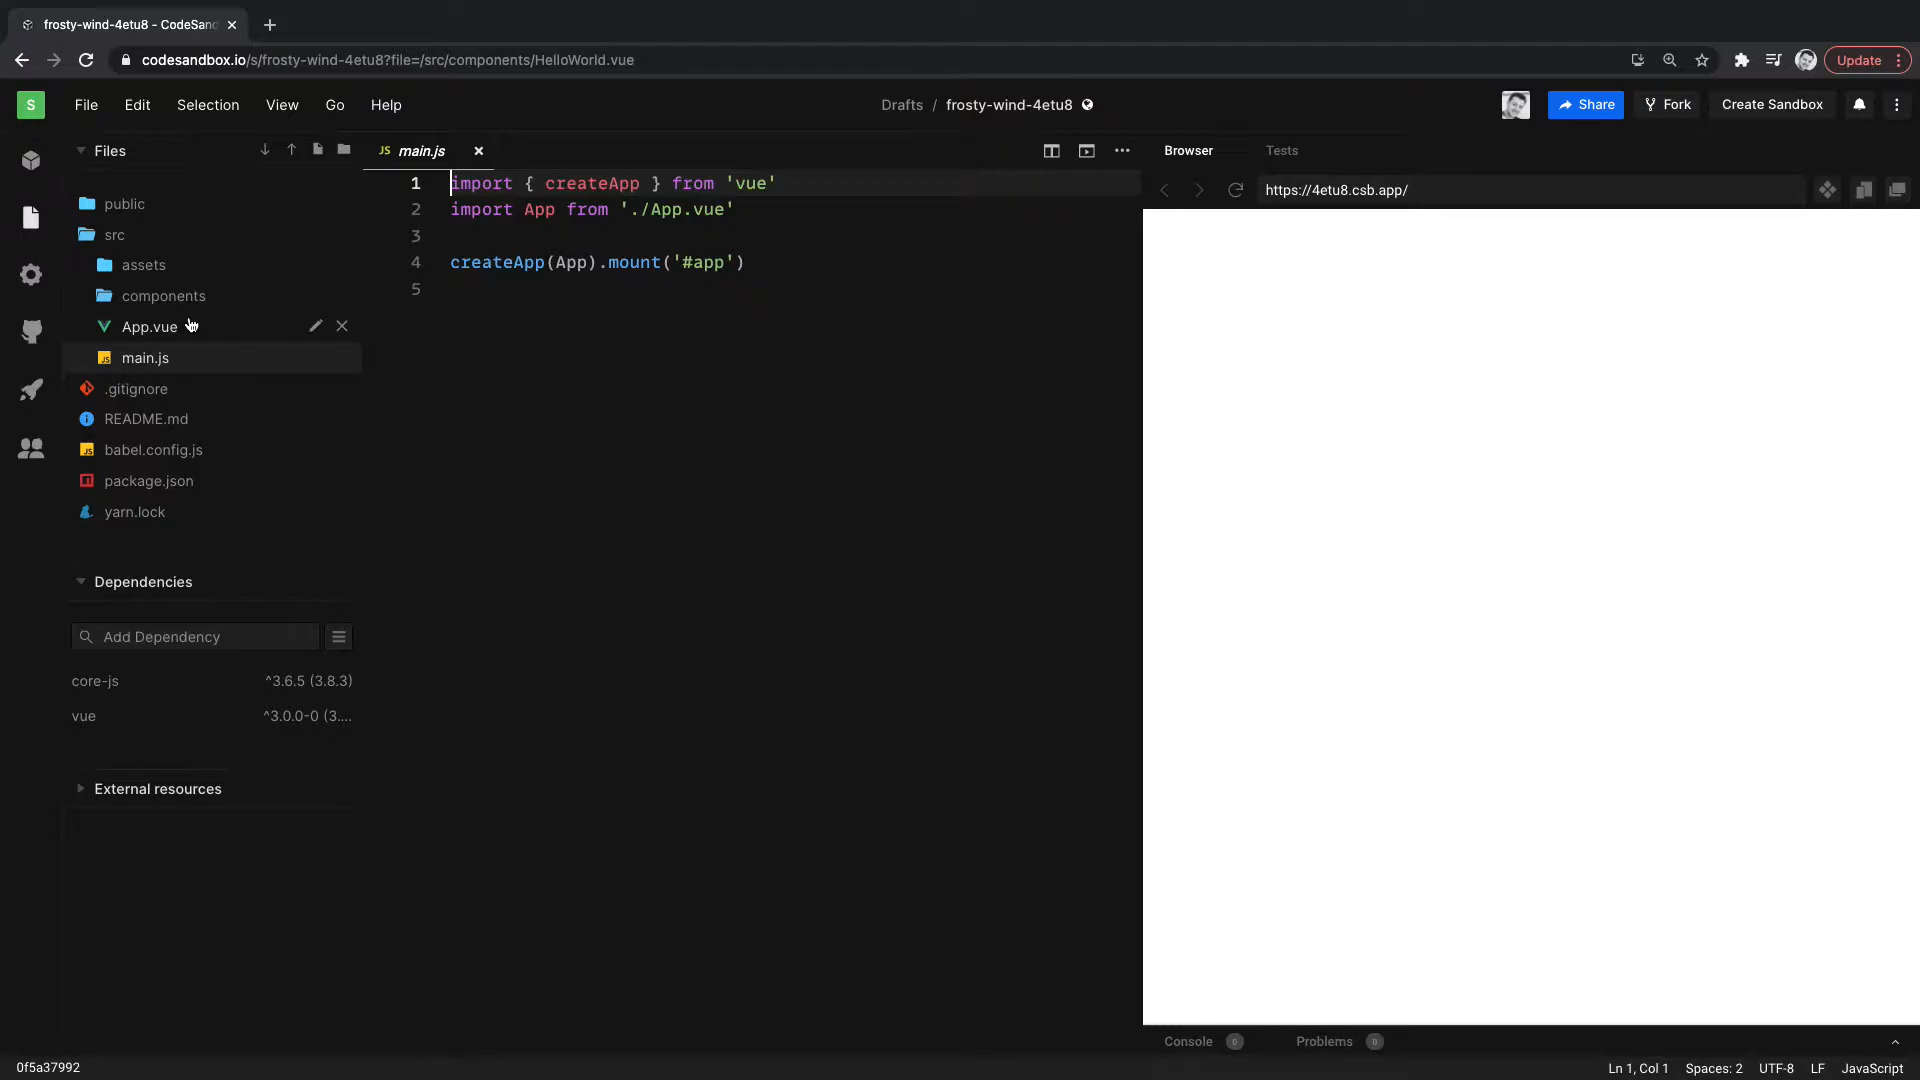 frosty-wind-4etu8 - CodeSand
codesandbox.io/s/frosty-wind-4etu8?file=/src/components/HelloWorld.vue
Update
S
File Edit Selection View Go Help
Drafts / frosty-wind-4etu8
Share
Fork
Create Sandbox
Files
public
src
assets
components
App.vue
JS main.js
.gitignore
README.md
JS babel.config.js
package.json
yarn.lock
Dependencies
Add Dependency
core-js ^3.6.5 (3.8.3)
vue ^3.0.0-0 (3....
External resources
JS main.js
1 import { createApp } from 'vue'
2 import App from './App.vue'
3
4 createApp(App).mount('#app')
5
Browser Tests
https://4etu8.csb.app/
Console 0 Problems 0
0f5a37992
Ln 1, Col 1 Spaces: 2 UTF-8 LF JavaScript